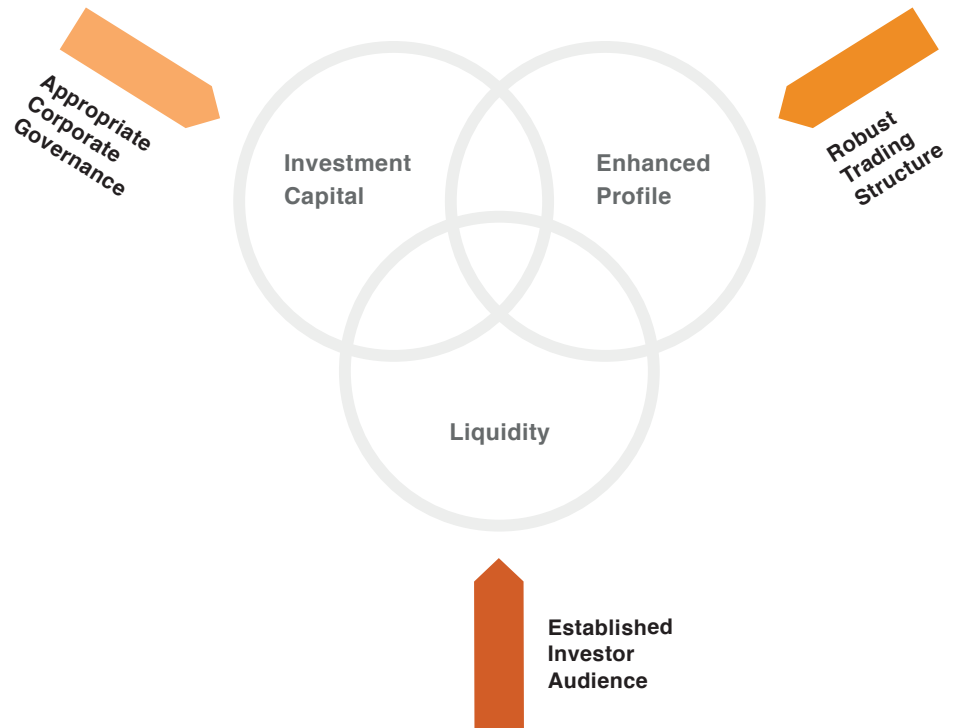 Appropriate
Corporate
Governance
Investment
Capital
Enhanced
Profile
Robust
Trading
Structure
Liquidity
Established
Investor
Audience